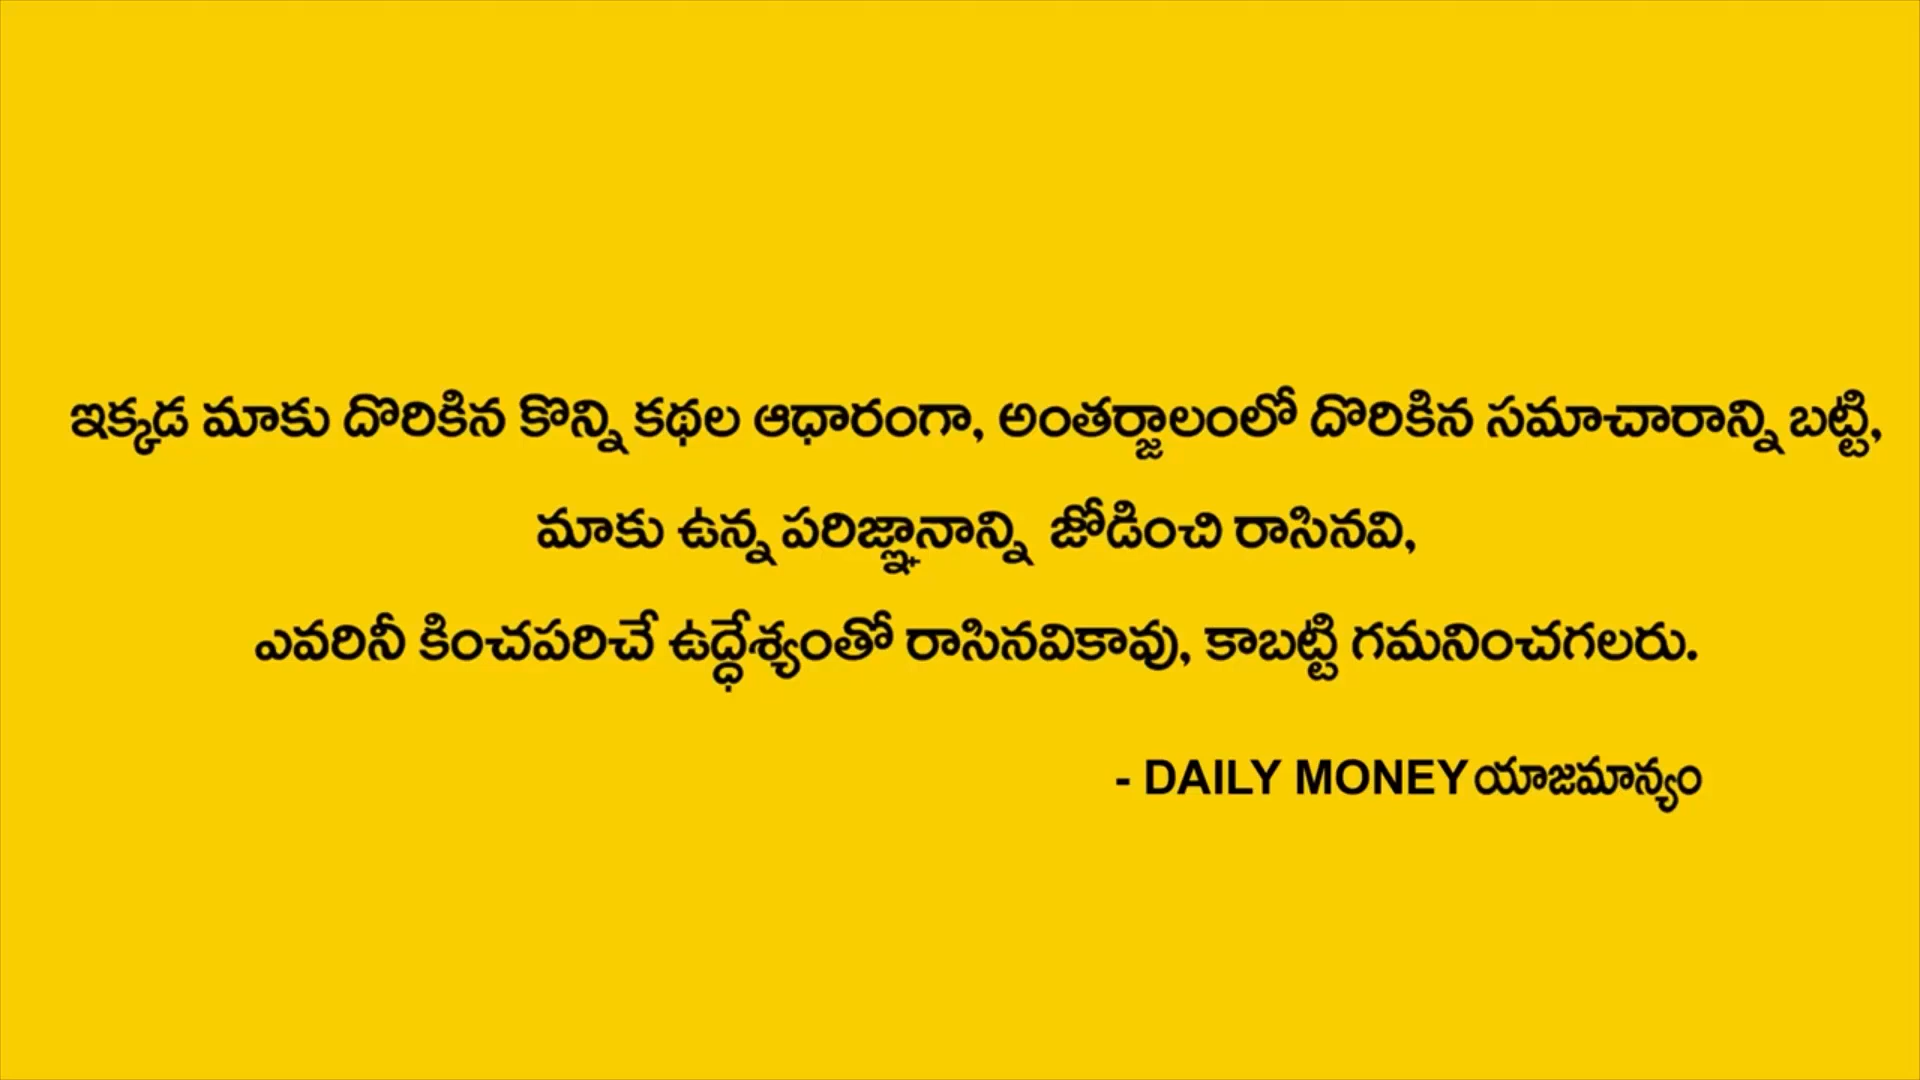 ఇక్కడ మాకు దొరికిన కొన్ని కథల ఆధారంగా, అంతర్జాలంలో దొరికిన సమాచారాన్ని బట్టి,
మాకు ఉన్న పరిజ్ఞానాన్ని జోడించి రాసినవి,
ఎవరినీ కించపరిచే ఉద్ధేశ్యంతో రాసినవికావు, కాబట్టి గమనించగలరు.
- DAILY MONEY యాజమాన్యం